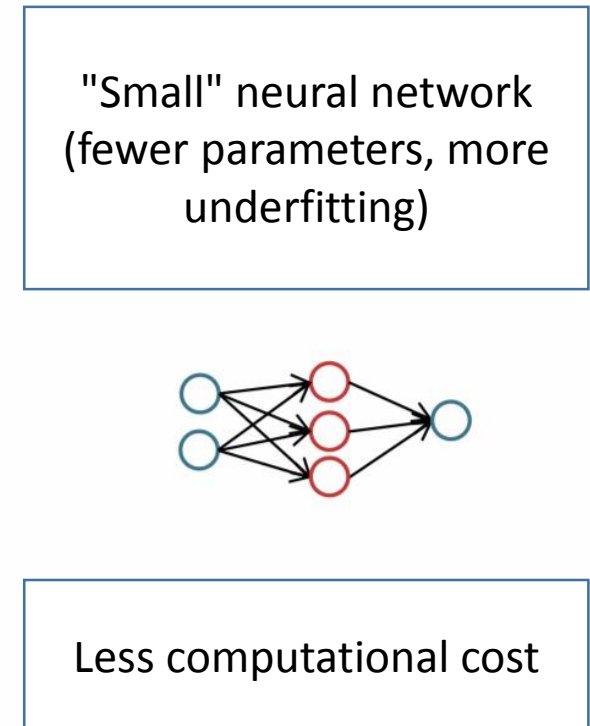 "Small" neural network
(fewer parameters, more
underfitting)
Less computational cost